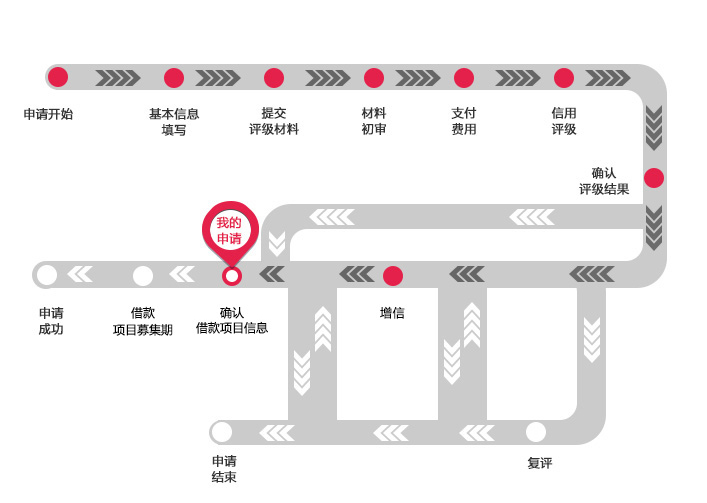 申请开始
基本信息
填写
提交
评级材料
材料
初审
支付
费用
信用
评级
确认
评级结果
我的
申请
申请
成功
借款
项目募集期
确认
借款项目信息
增信
申请
结束
复评